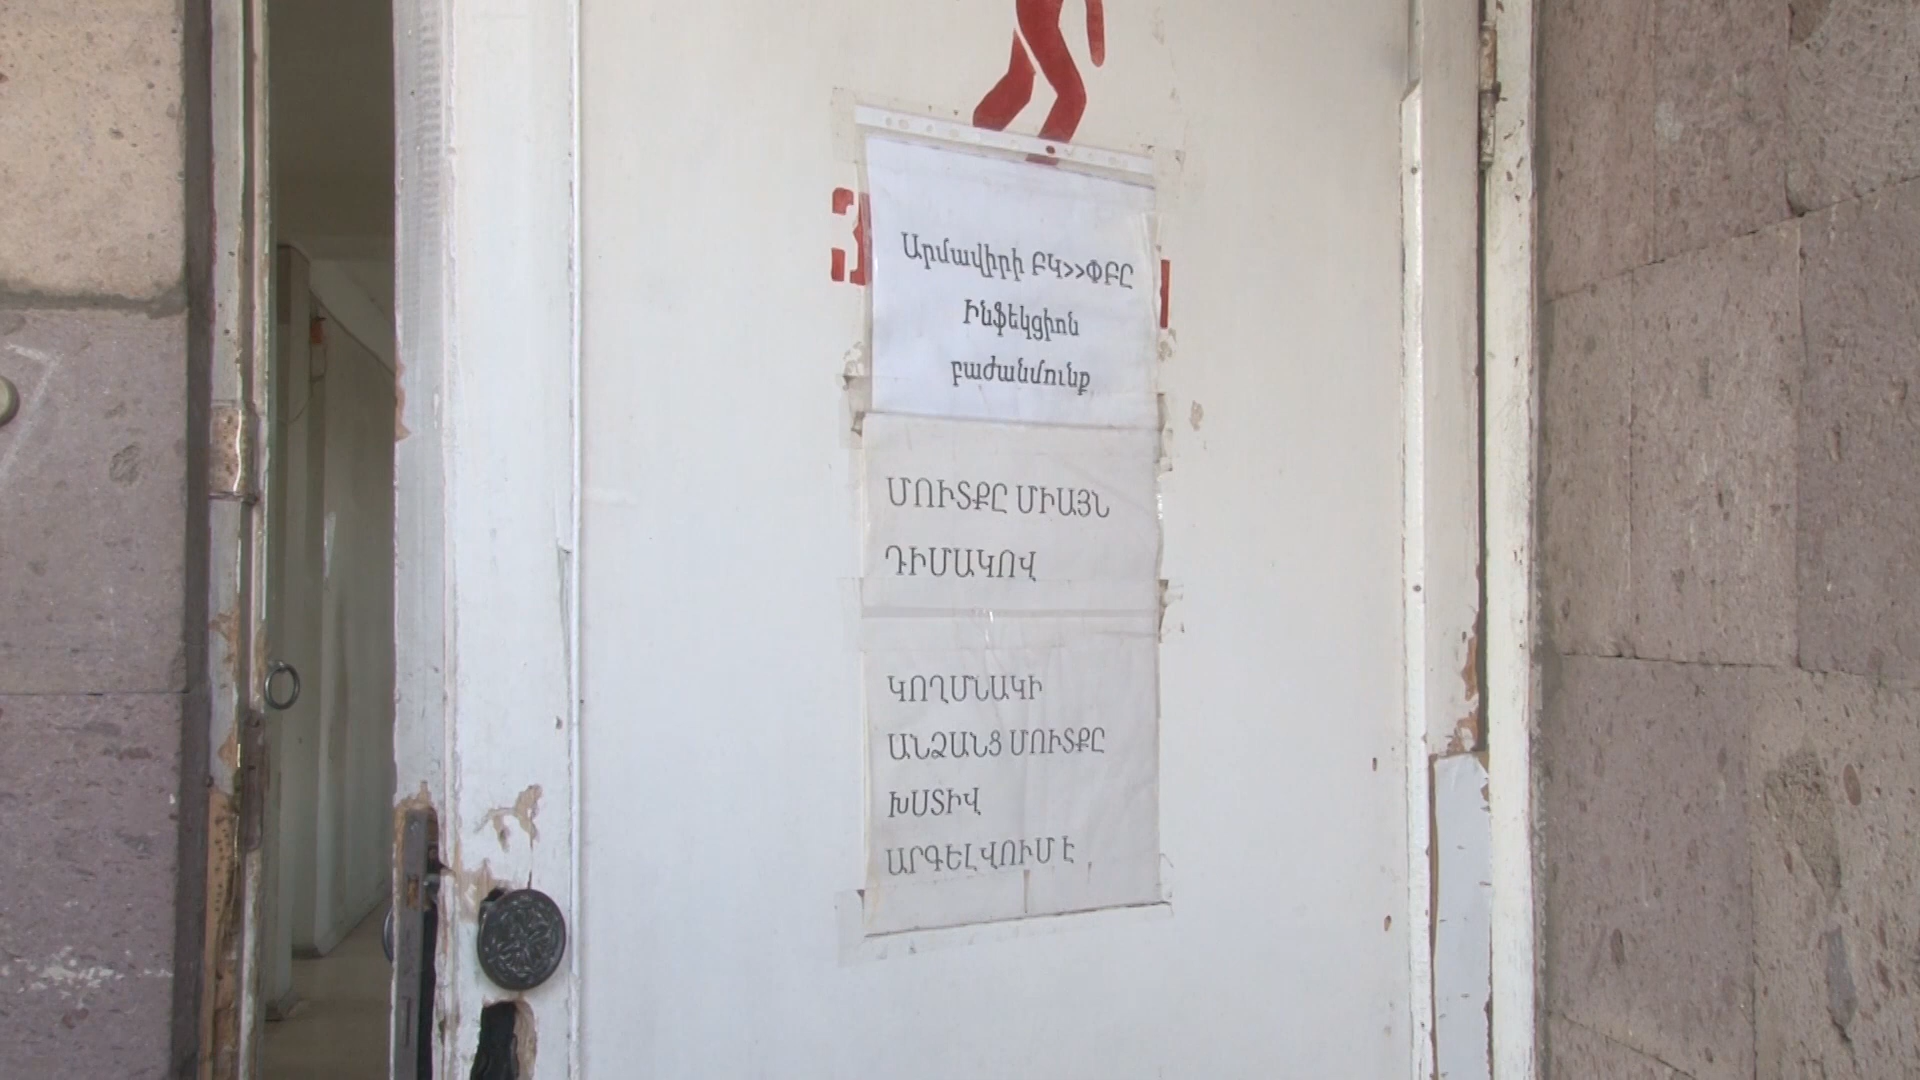 Արմավիրի ԲԿ>>ՓԲԸ
Ինֆեկցիոն
բաժանմունք
ՄՈՒՏՔԸ ՄԻԱՅՆ
ԴԻՄԱԿՈՎ
ԿՈՂՄՆԱԿԻ
ԱՆՁԱՆՑ ՄՈՒՏՔԸ
ԽՍՏԻՎ
ԱՐԳԵԼՎՈՒՄ Է ,